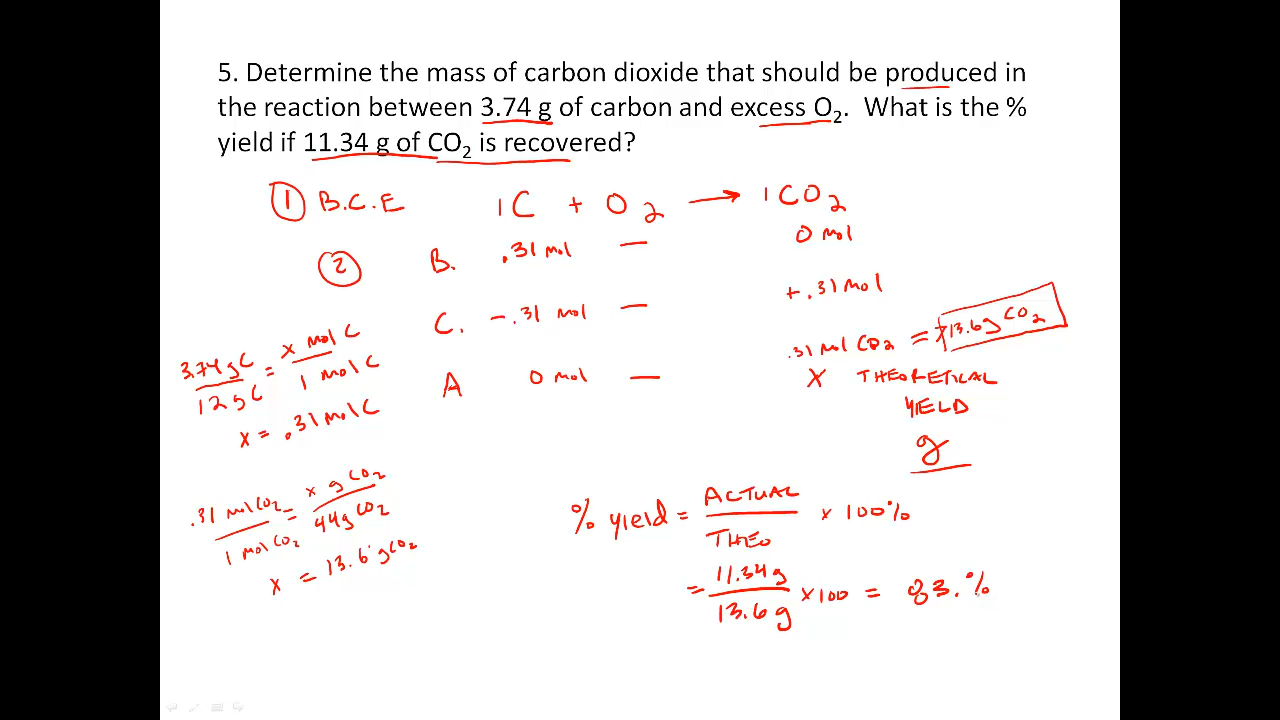 5. Determine the mass of carbon dioxide that should be produced in
the reaction between 3.74 g of carbon and excess O₂. What is the %
yield if 11.34 g of CO₂ is recovered?
① B.C.E 1C + O₂ → 1CO₂
② B. .31 mol — 0 mol
C. -.31 mol — +.31 mol
A 0 mol — .31 mol CO₂ = 13.6g CO₂
X THEORETICAL
YIELD
g
3.74gC / 12gC = x mol C / 1 mol C
x = .31 mol C
.31 mol CO₂ / 1 mol CO₂ = x g CO₂ / 44g CO₂
x = 13.6 g CO₂
% yield = ACTUAL / THEO x 100%
= 11.34g / 13.6g x 100 = 83.%